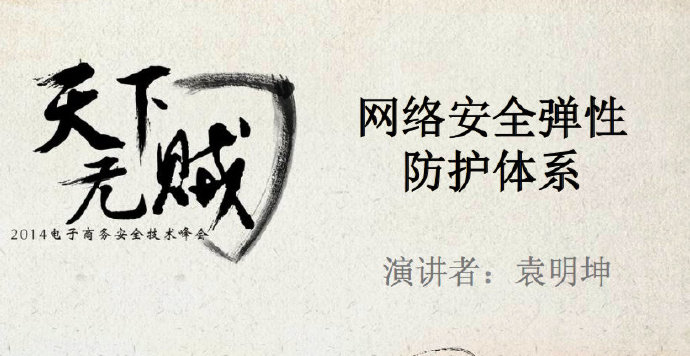 天下
无贼
2014电子商务安全技术峰会
网络安全弹性
防护体系
演讲者：袁明坤